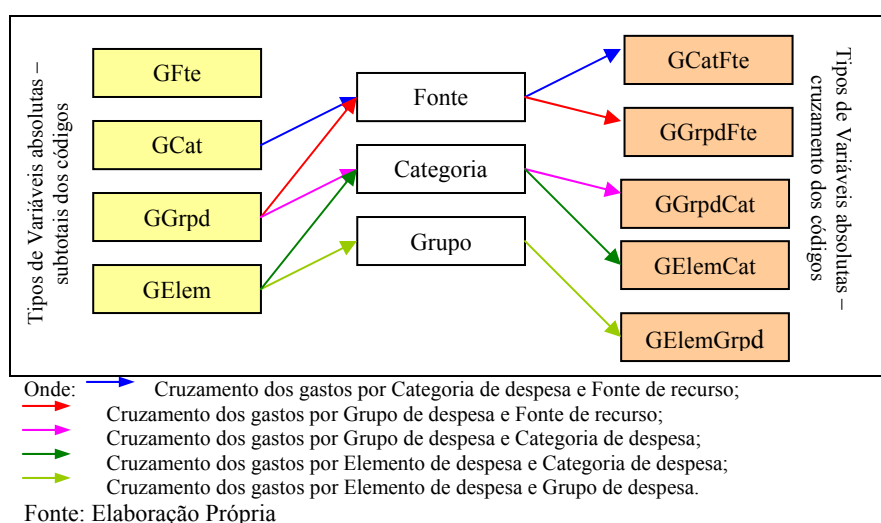 Tipos de Variáveis absolutas –
subtotais dos códigos
GFte
GCat
GGrpd
GElem
Fonte
Categoria
Grupo
GCatFte
GGrpdFte
GGrpdCat
GElemCat
GElemGrpd
Tipos de Variáveis absolutas –
cruzamento dos códigos
Onde: Cruzamento dos gastos por Categoria de despesa e Fonte de recurso;
Cruzamento dos gastos por Grupo de despesa e Fonte de recurso;
Cruzamento dos gastos por Grupo de despesa e Categoria de despesa;
Cruzamento dos gastos por Elemento de despesa e Categoria de despesa;
Cruzamento dos gastos por Elemento de despesa e Grupo de despesa.
Fonte: Elaboração Própria